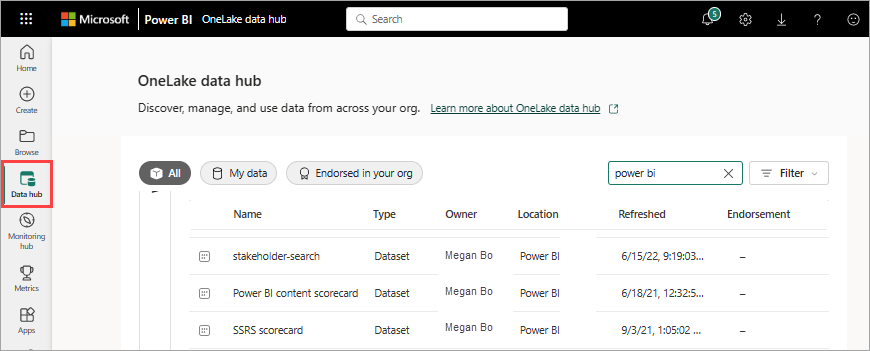 Microsoft Power BI OneLake data hub Search 5
Home
Create
Browse
Data hub
Monitoring
hub
Metrics
Apps
OneLake data hub
Discover, manage, and use data from across your org. Learn more about OneLake data hub
All My data Endorsed in your org power bi Filter
Name Type Owner Location Refreshed Endorsement
stakeholder-search Dataset Megan Bo Power BI 6/15/22, 9:19:03... –
Power BI content scorecard Dataset Megan Bo Power BI 6/18/21, 12:32:5... –
SSRS scorecard Dataset Megan Bo Power BI 9/3/21, 1:05:02 ... –